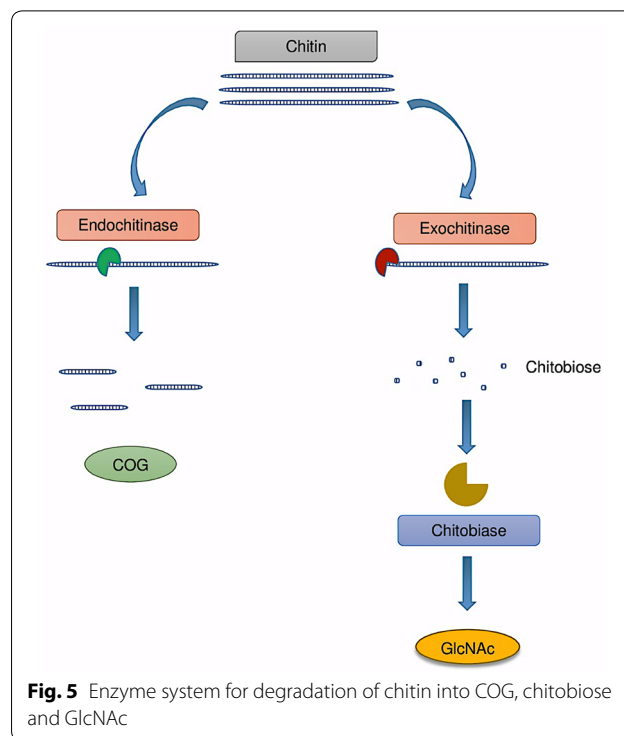 Chitin
Endochitinase
Exochitinase
Chitobiose
COG
Chitobiase
GlcNAc
Fig. 5 Enzyme system for degradation of chitin into COG, chitobiose
and GlcNAc